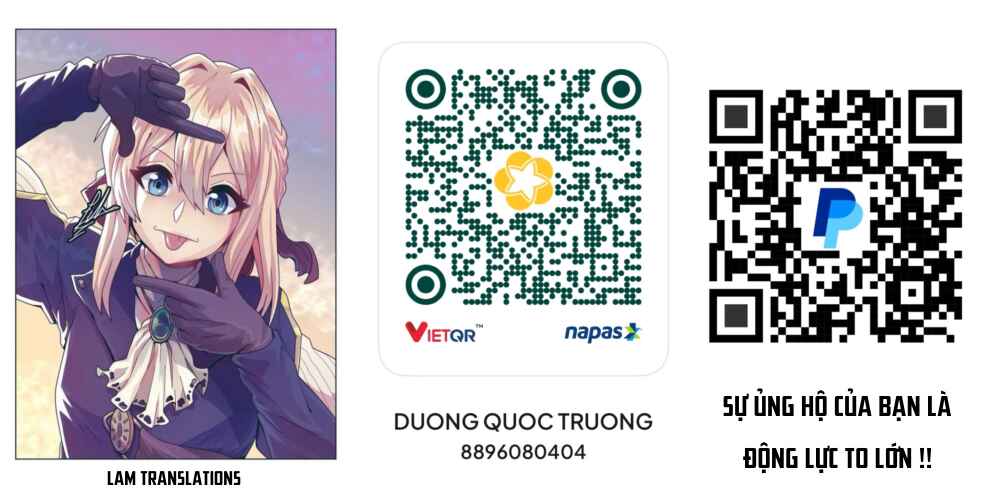 LAM TRANSLATIONS
VIETQR™
napas
DUONG QUOC TRUONG
8896080404
SỰ ỦNG HỘ CỦA BẠN LÀ
ĐỘNG LỰC TO LỚN !!